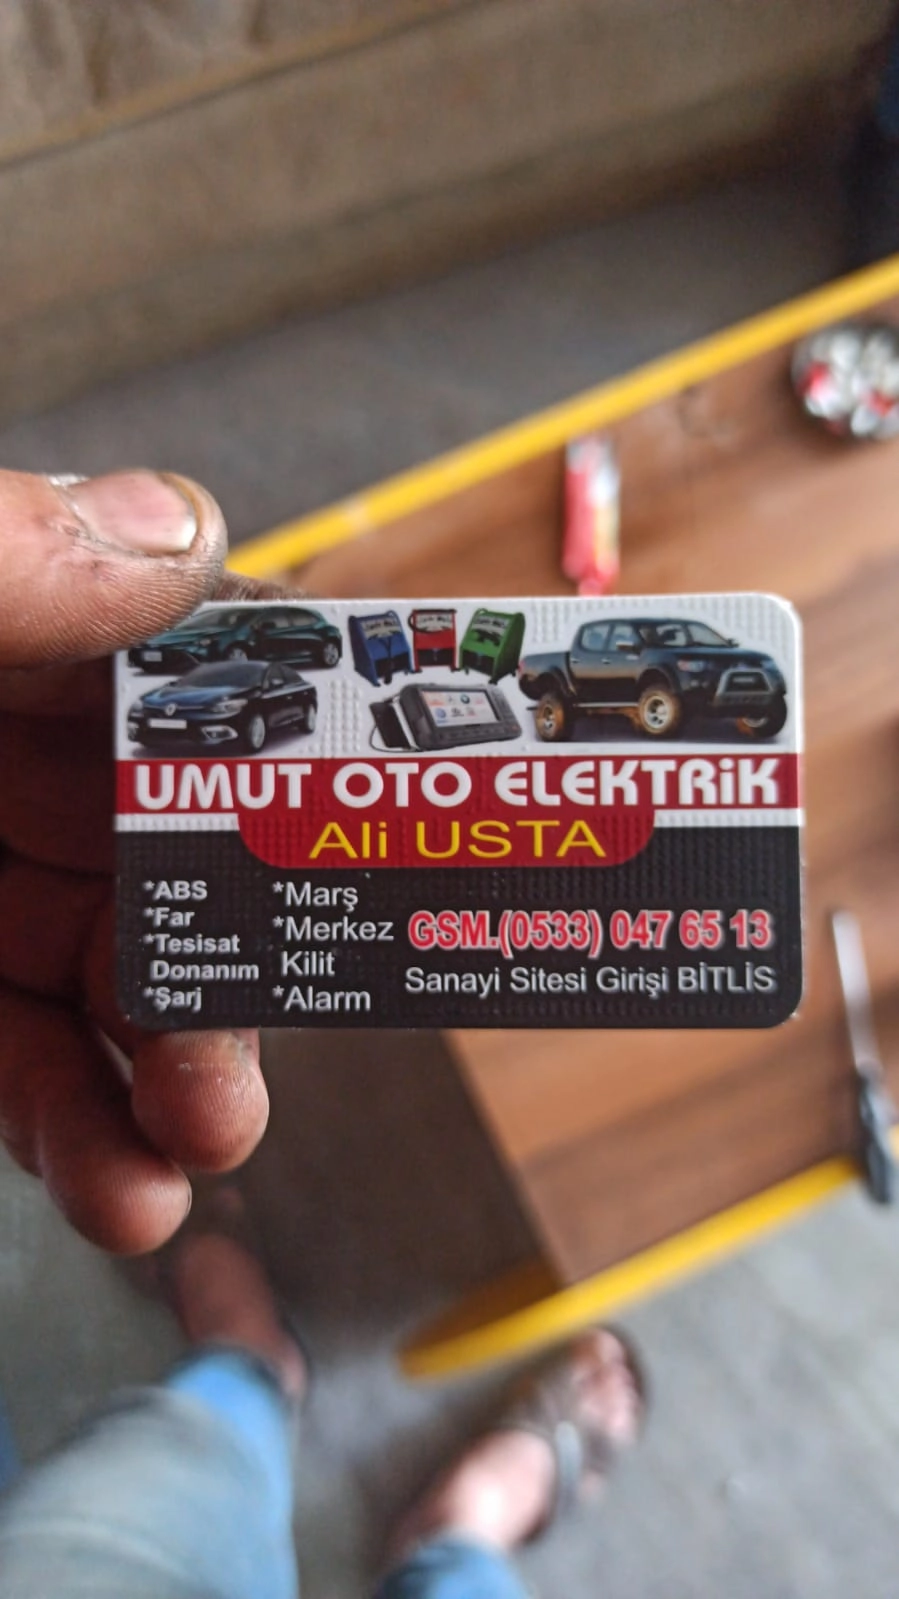 UMUT OTO ELEKTRiK
Ali USTA
*ABS
*Far
*Tesisat
Donanım
*Şarj
*Marş
*Merkez
Kilit
*Alarm
GSM.(0533) 047 65 13
Sanayi Sitesi Girişi BİTLİS